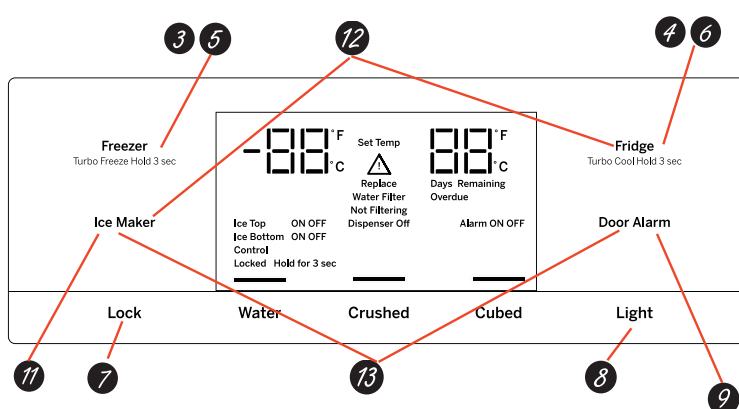 3 5 12 4 6
Freezer
Turbo Freeze Hold 3 sec
-88 °F °C
Set Temp
88 °F °C
Fridge
Turbo Cool Hold 3 sec
Replace
Water Filter
Not Filtering
Dispenser Off
Days Remaining
Overdue
Ice Maker
Ice Top ON OFF
Ice Bottom ON OFF
Control
Locked Hold for 3 sec
Alarm ON OFF
Door Alarm
Lock Water Crushed Cubed Light
11 7 13 8 9